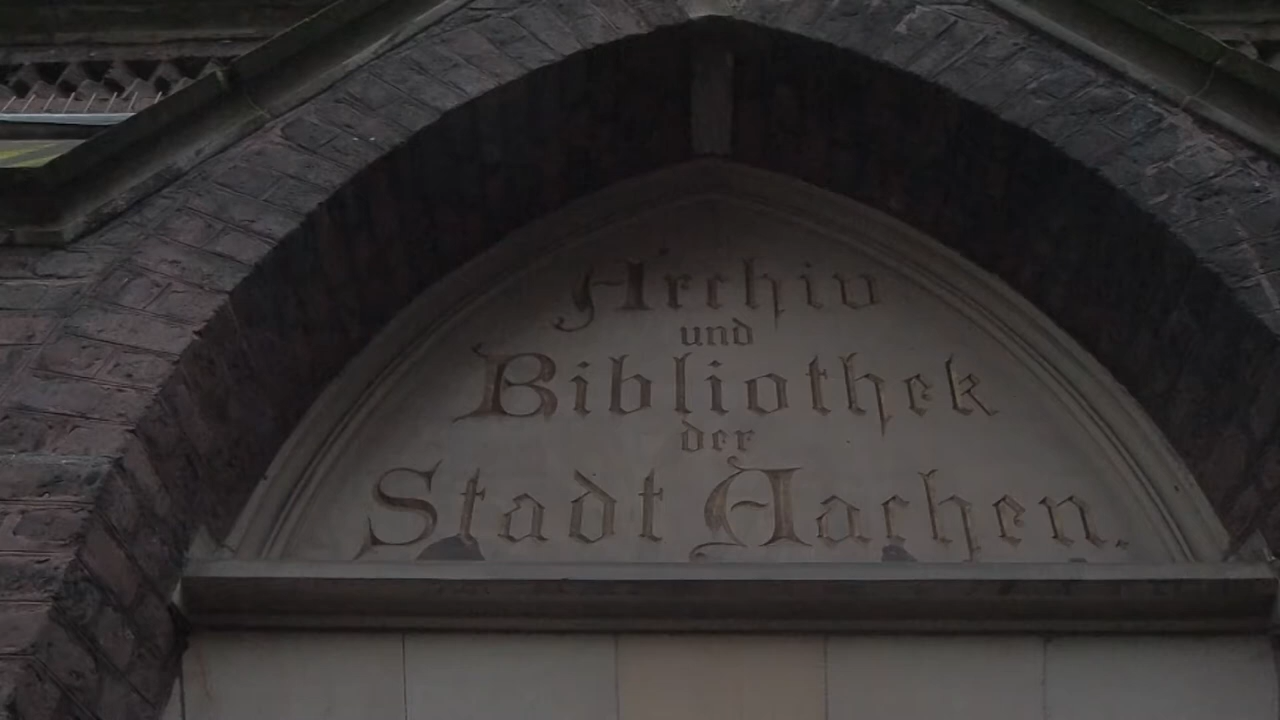 Archiv
und
Bibliothek
der
Stadt Aachen.